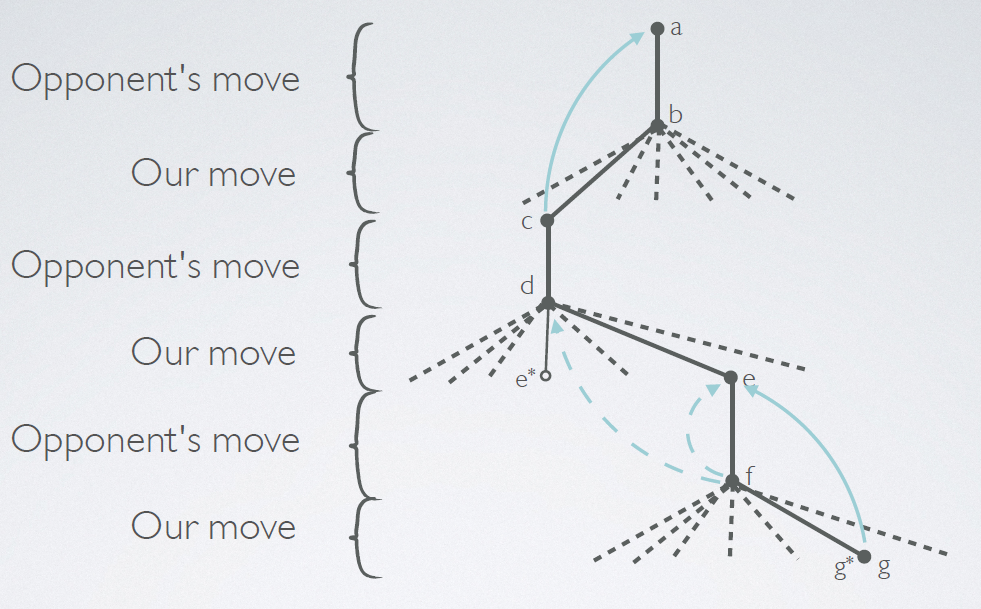 a
Opponent's move
b
Our move
c
Opponent's move
d
Our move
e*
e
Opponent's move
f
Our move
g* g